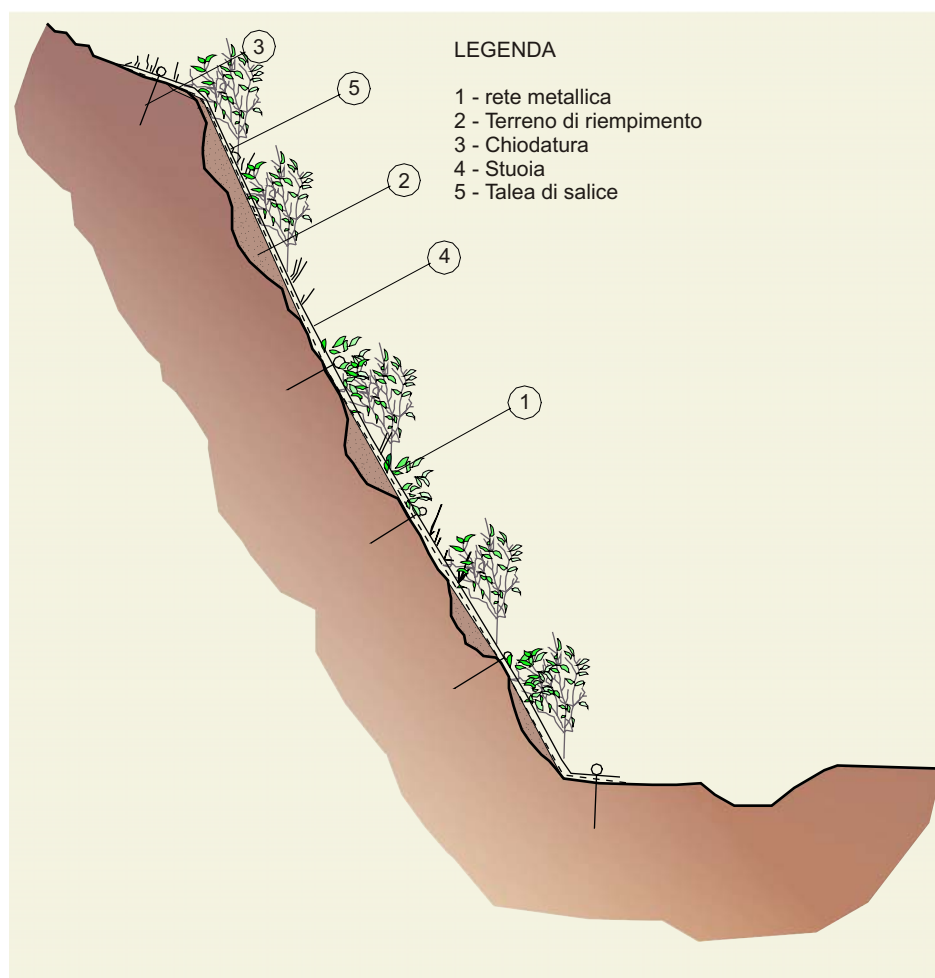 LEGENDA
1 - rete metallica
2 - Terreno di riempimento
3 - Chiodatura
4 - Stuoia
5 - Talea di salice
3
5
2
4
1